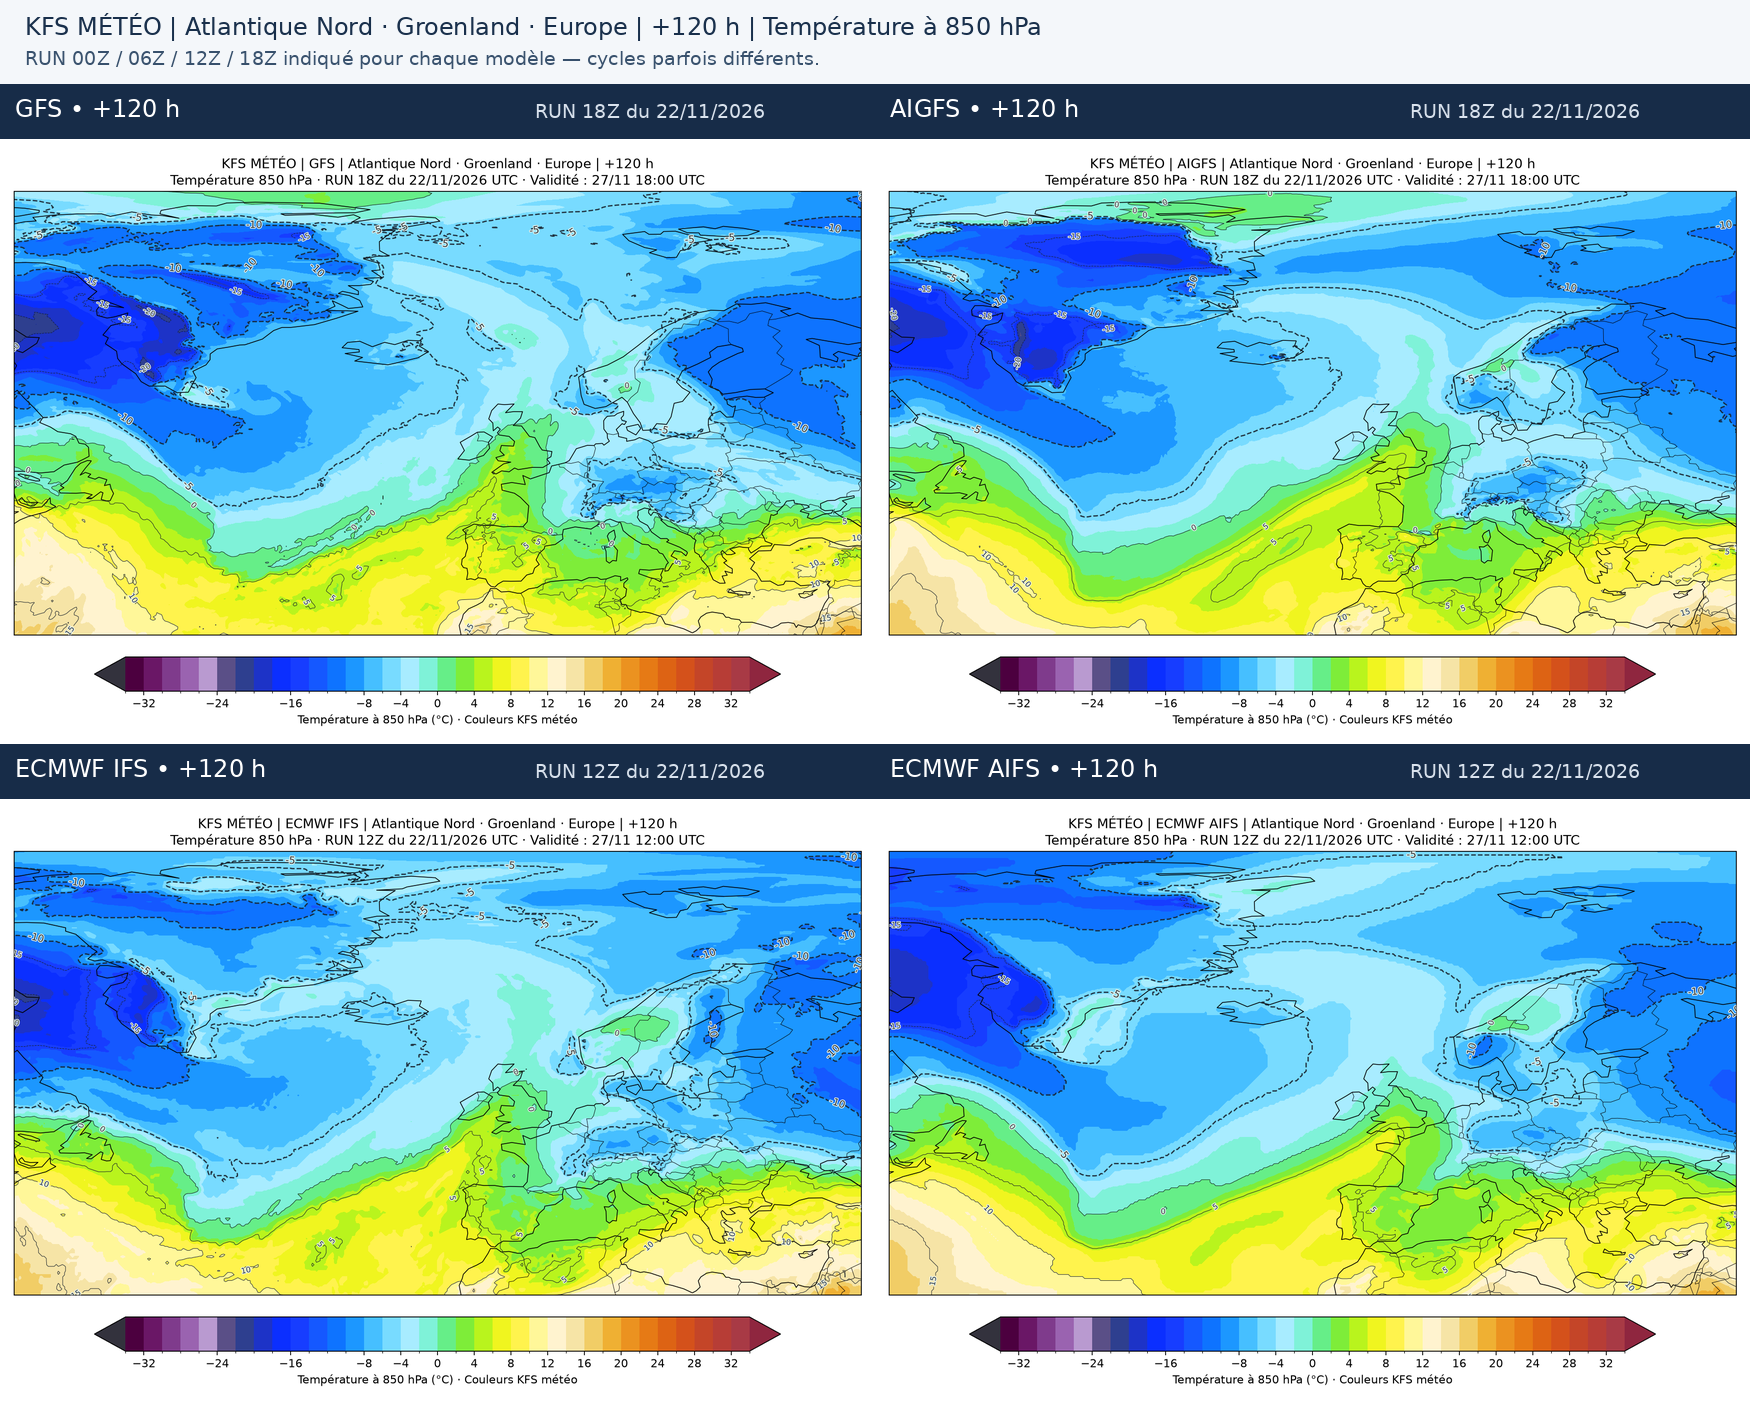 KFS MÉTÉO | Atlantique Nord · Groenland · Europe | +120 h | Température à 850 hPa
RUN 00Z / 06Z / 12Z / 18Z indiqué pour chaque modèle — cycles parfois différents.
GFS • +120 h
RUN 18Z du 22/11/2026
AIGFS • +120 h
RUN 18Z du 22/11/2026
KFS MÉTÉO | GFS | Atlantique Nord · Groenland · Europe | +120 h
Température 850 hPa · RUN 18Z du 22/11/2026 UTC · Validité : 27/11 18:00 UTC
KFS MÉTÉO | AIGFS | Atlantique Nord · Groenland · Europe | +120 h
Température 850 hPa · RUN 18Z du 22/11/2026 UTC · Validité : 27/11 18:00 UTC
−32 −24 −16 −8 −4 0 4 8 12 16 20 24 28 32
Température à 850 hPa (°C) · Couleurs KFS météo
−32 −24 −16 −8 −4 0 4 8 12 16 20 24 28 32
Température à 850 hPa (°C) · Couleurs KFS météo
ECMWF IFS • +120 h
RUN 12Z du 22/11/2026
ECMWF AIFS • +120 h
RUN 12Z du 22/11/2026
KFS MÉTÉO | ECMWF IFS | Atlantique Nord · Groenland · Europe | +120 h
Température 850 hPa · RUN 12Z du 22/11/2026 UTC · Validité : 27/11 12:00 UTC
KFS MÉTÉO | ECMWF AIFS | Atlantique Nord · Groenland · Europe | +120 h
Température 850 hPa · RUN 12Z du 22/11/2026 UTC · Validité : 27/11 12:00 UTC
−32 −24 −16 −8 −4 0 4 8 12 16 20 24 28 32
Température à 850 hPa (°C) · Couleurs KFS météo
−32 −24 −16 −8 −4 0 4 8 12 16 20 24 28 32
Température à 850 hPa (°C) · Couleurs KFS météo